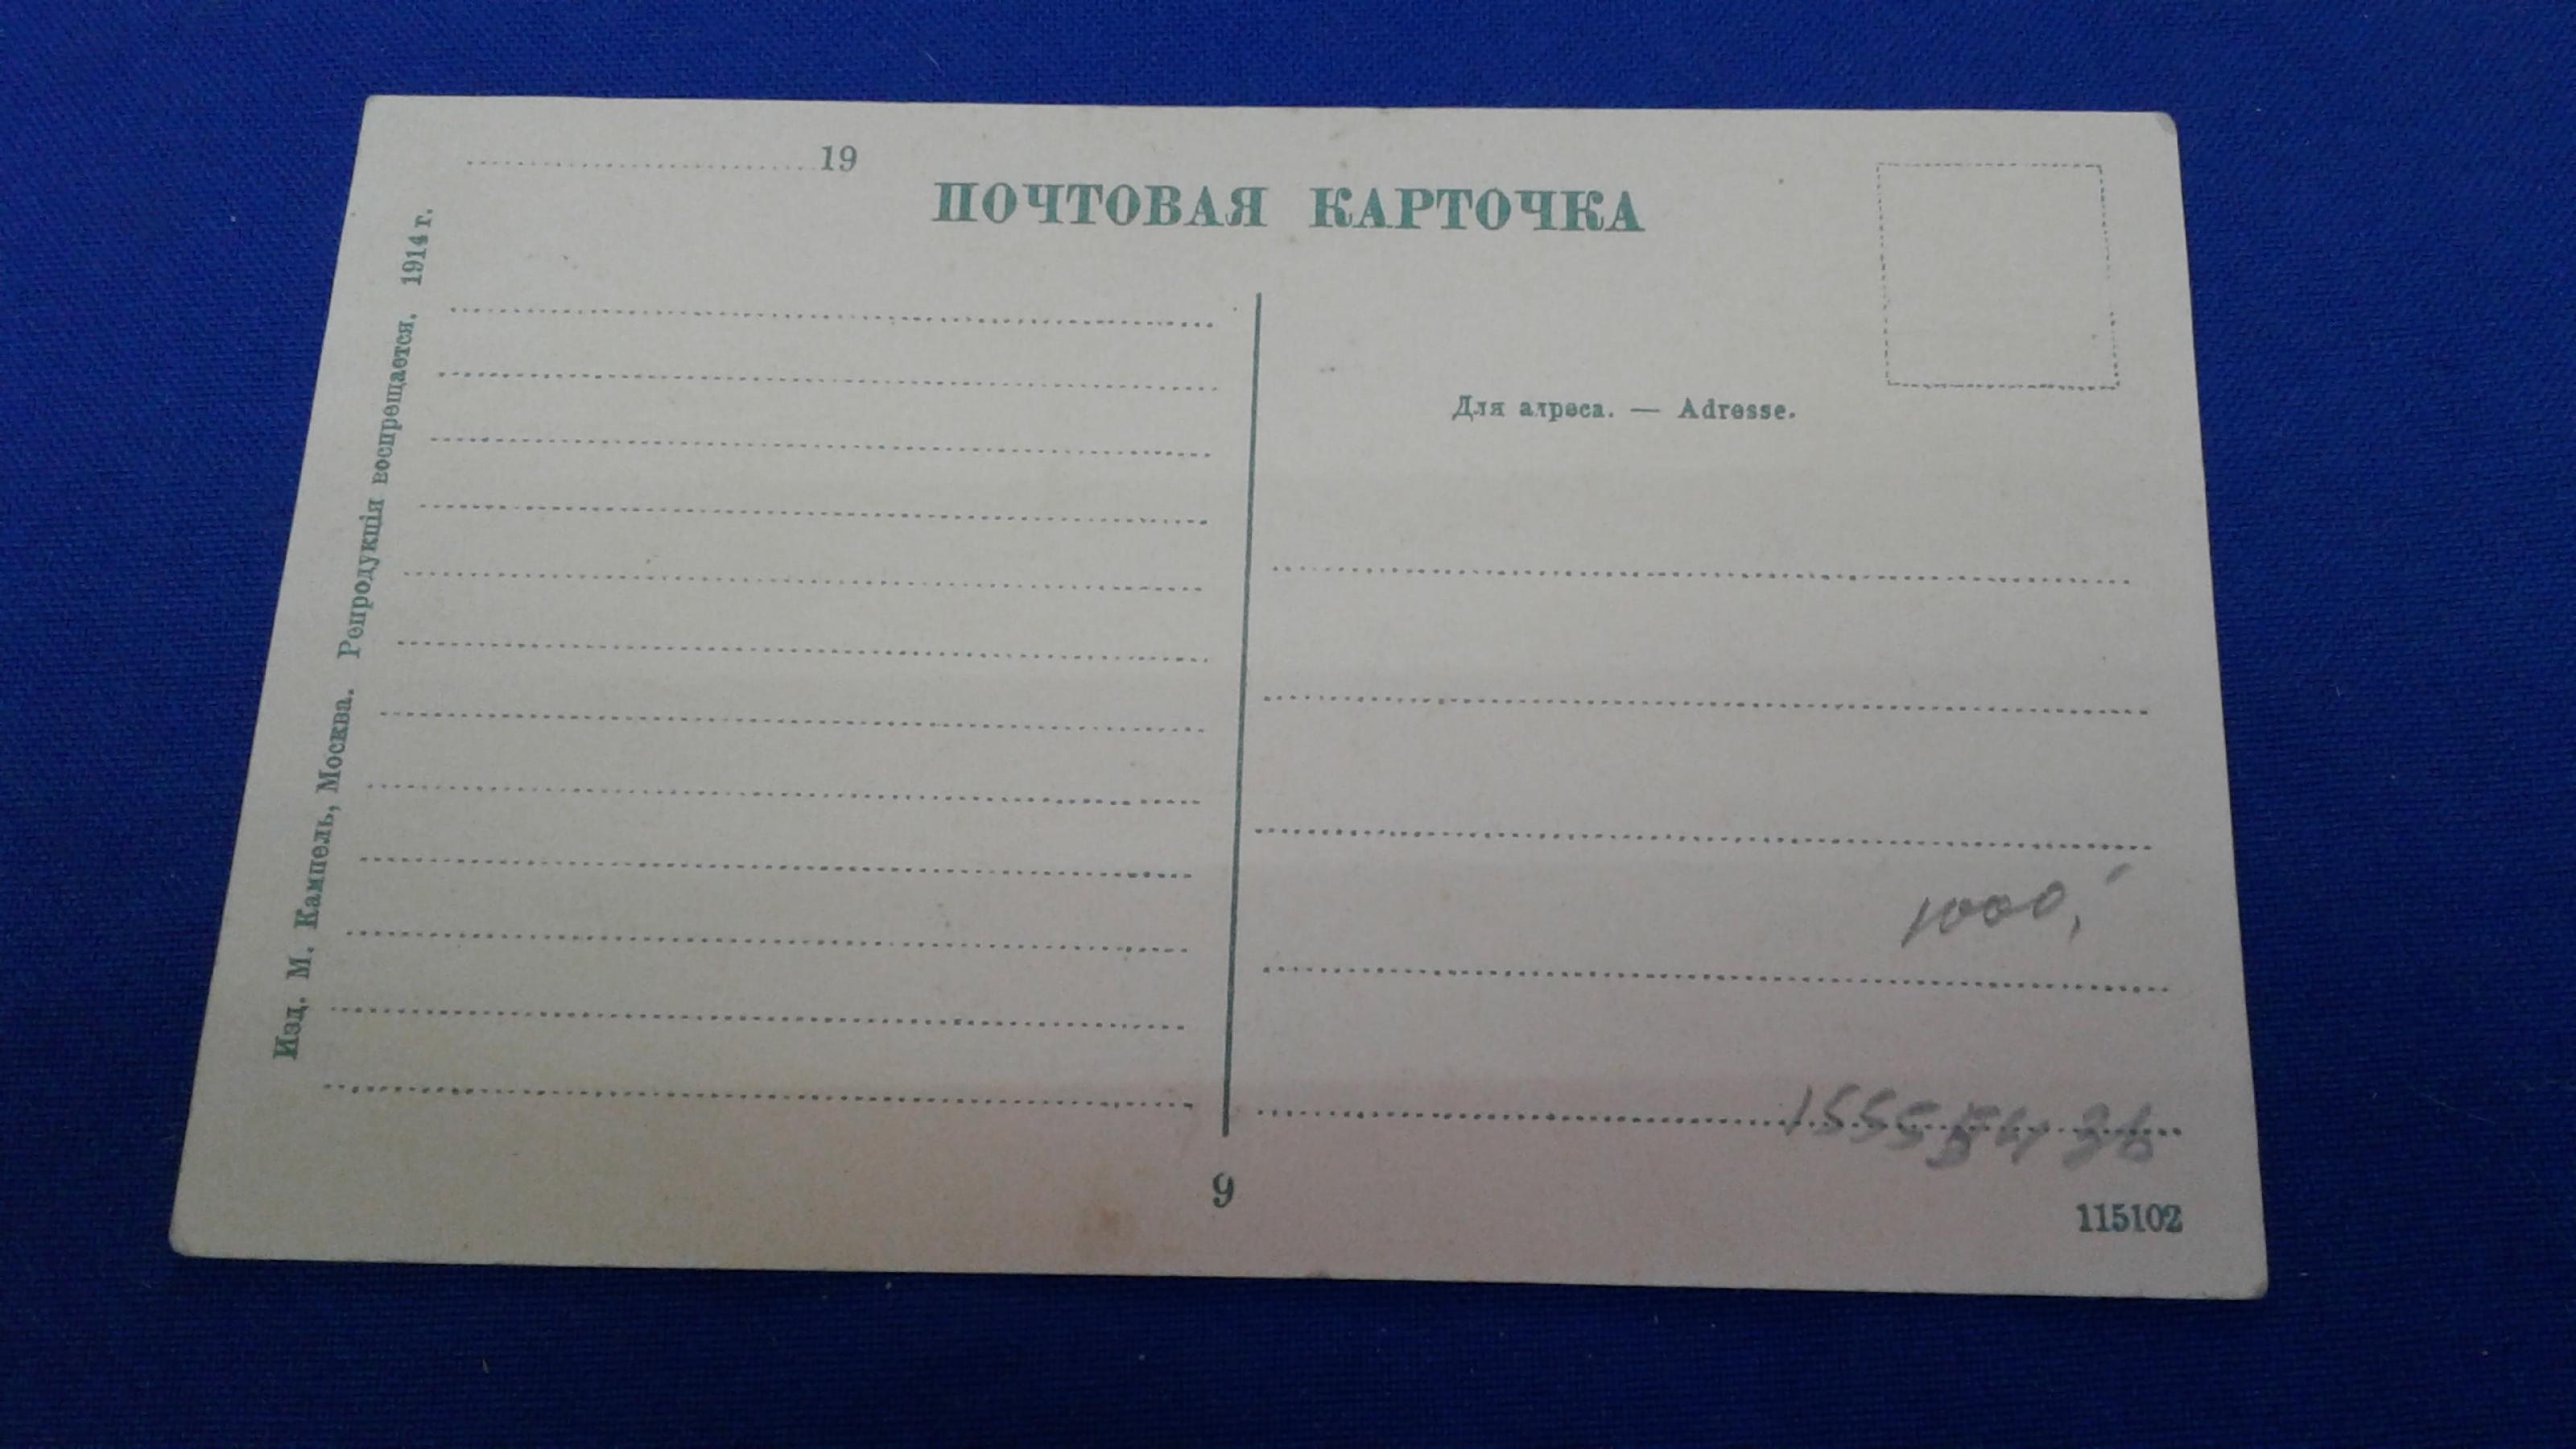 19
ПОЧТОВАЯ КАРТОЧКА
Для адреса. — Adresse.
Изд. М. Кампель, Москва. Репродукція воспрещается. 1914 г.
1000,-
9
115102